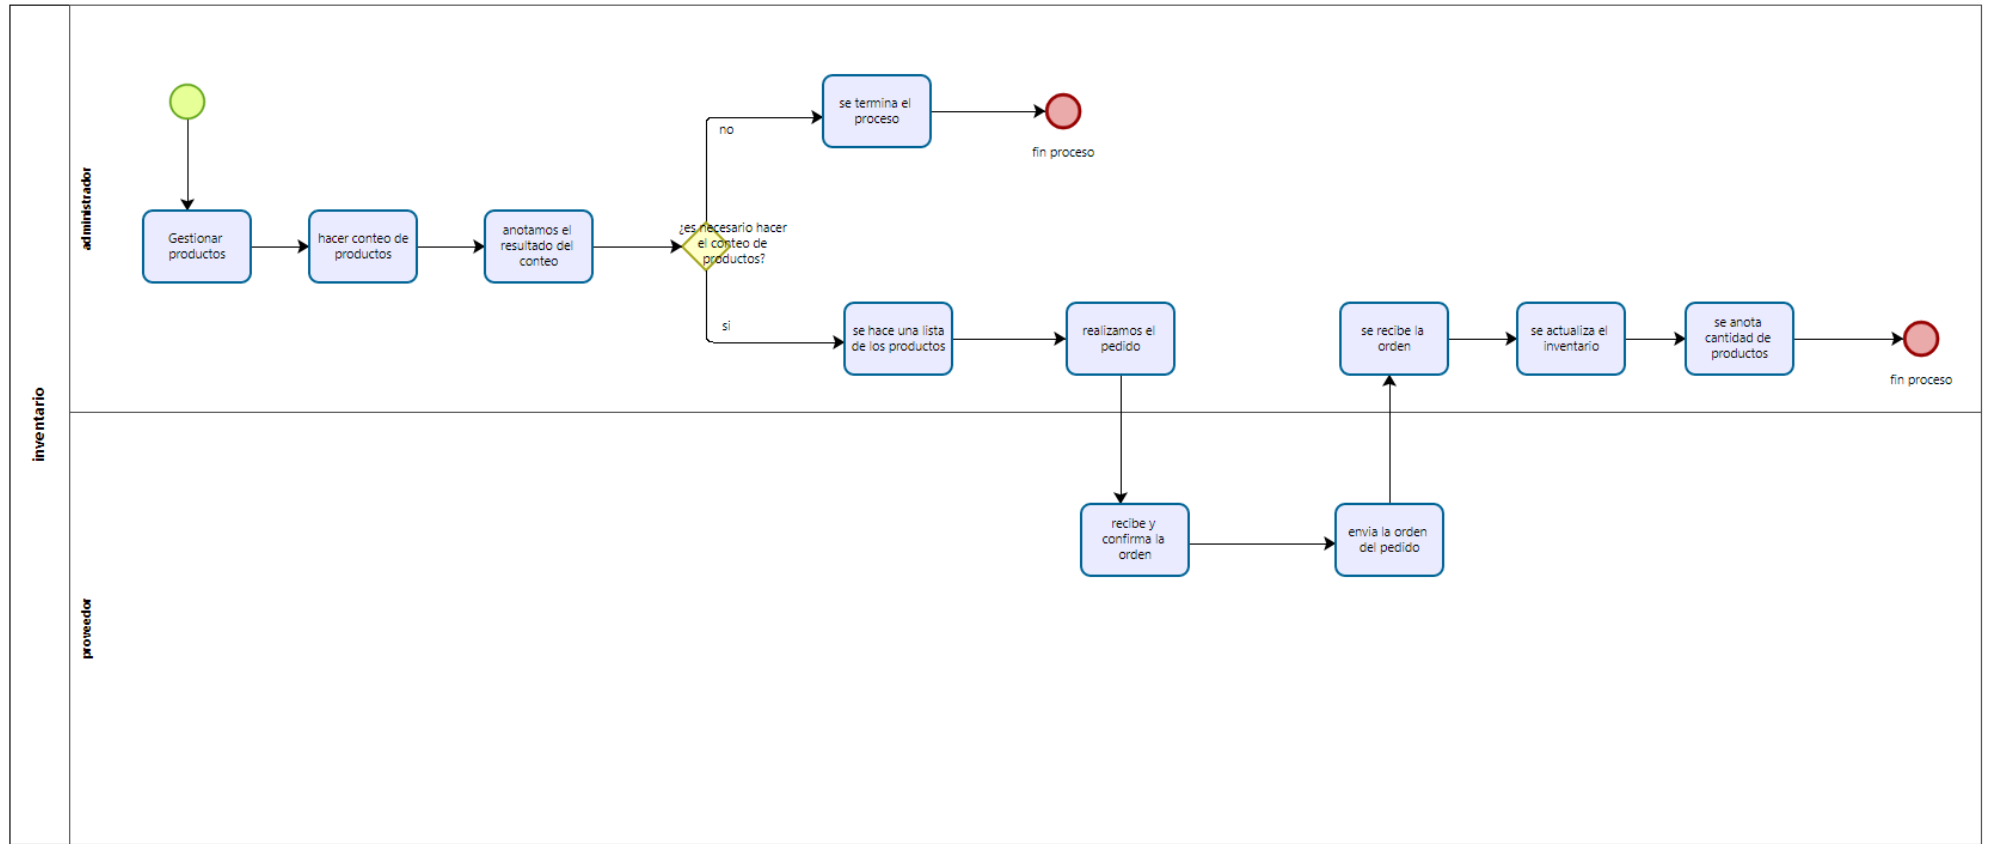 inventario
administrador
Gestionar
productos
hacer conteo de
productos
anotamos el
resultado del
conteo
¿es necesario hacer
el conteo de
productos?
no
se termina el
proceso
fin proceso
si
se hace una lista
de los productos
realizamos el
pedido
se recibe la
orden
se actualiza el
inventario
se anota
cantidad de
productos
fin proceso
proveedor
recibe y
confirma la
orden
envia la orden
del pedido